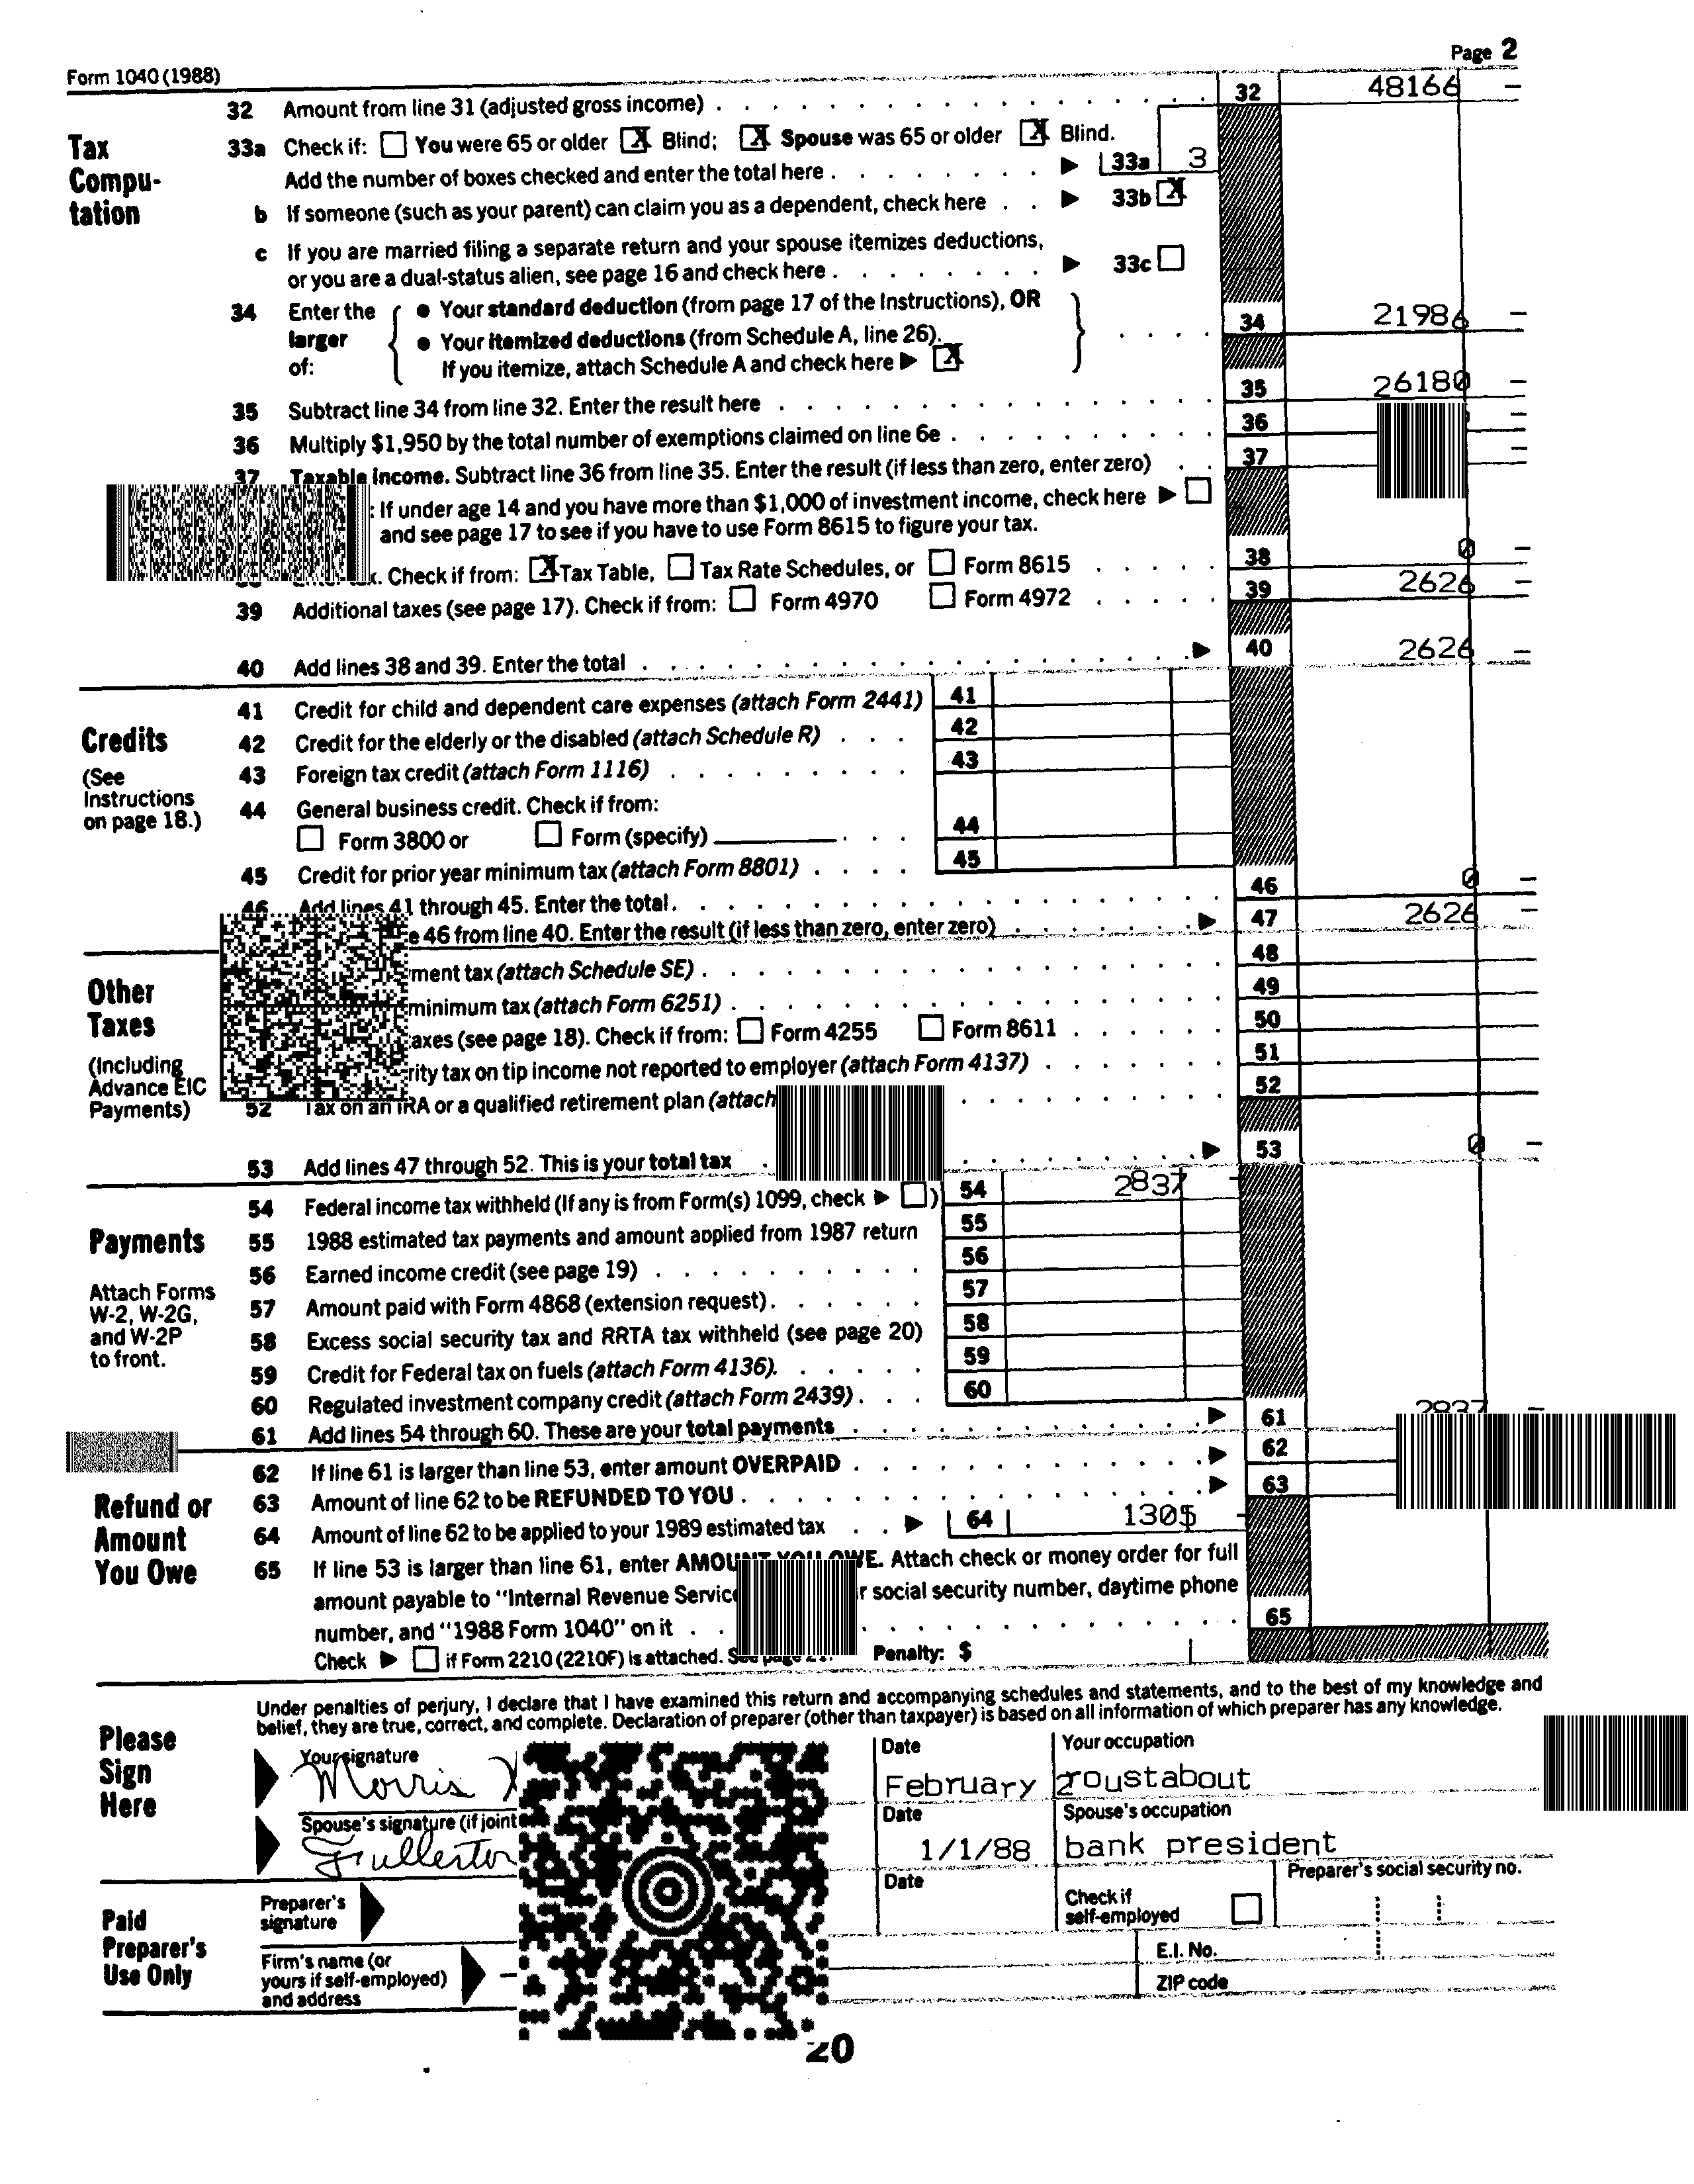 Form 1040 (1988)
Page 2
32 Amount from line 31 (adjusted gross income) 32 48166 –
Tax Compu-tation
33a Check if: You were 65 or older X Blind; X Spouse was 65 or older X Blind.
Add the number of boxes checked and enter the total here 33a 3
b If someone (such as your parent) can claim you as a dependent, check here 33b X
c If you are married filing a separate return and your spouse itemizes deductions,
or you are a dual-status alien, see page 16 and check here 33c
34 Enter the larger of:
• Your standard deduction (from page 17 of the Instructions), OR
• Your itemized deductions (from Schedule A, line 26).
If you itemize, attach Schedule A and check here X
34 21986 –
35 Subtract line 34 from line 32. Enter the result here 35 26180 –
36 Multiply $1,950 by the total number of exemptions claimed on line 6e 36 –
37 Taxable income. Subtract line 36 from line 35. Enter the result (if less than zero, enter zero) 37 –
: If under age 14 and you have more than $1,000 of investment income, check here
and see page 17 to see if you have to use Form 8615 to figure your tax.
Check if from: X Tax Table, Tax Rate Schedules, or Form 8615 38 0 –
39 Additional taxes (see page 17). Check if from: Form 4970 Form 4972 39 2626 –
40 Add lines 38 and 39. Enter the total 40 2626 –
Credits
(See Instructions on page 18.)
41 Credit for child and dependent care expenses (attach Form 2441) 41
42 Credit for the elderly or the disabled (attach Schedule R) 42
43 Foreign tax credit (attach Form 1116) 43
44 General business credit. Check if from:
Form 3800 or Form (specify) 44
45 Credit for prior year minimum tax (attach Form 8801) 45
46 Add lines 41 through 45. Enter the total. 46 0 –
46 from line 40. Enter the result (if less than zero, enter zero) 47 2626 –
Other Taxes
(Including Advance EIC Payments)
tax (attach Schedule SE) 48
minimum tax (attach Form 6251) 49
(see page 18). Check if from: Form 4255 Form 8611 50
tax on tip income not reported to employer (attach Form 4137) 51
52 Tax on an IRA or a qualified retirement plan (attach 52
53 Add lines 47 through 52. This is your total tax 53 0 –
Payments
Attach Forms W-2, W-2G, and W-2P to front.
54 Federal income tax withheld (If any is from Form(s) 1099, check ) 54 2837 –
55 1988 estimated tax payments and amount applied from 1987 return 55
56 Earned income credit (see page 19) 56
57 Amount paid with Form 4868 (extension request) 57
58 Excess social security tax and RRTA tax withheld (see page 20) 58
59 Credit for Federal tax on fuels (attach Form 4136). 59
60 Regulated investment company credit (attach Form 2439) 60
61 Add lines 54 through 60. These are your total payments 61 2837 –
Refund or Amount You Owe
62 If line 61 is larger than line 53, enter amount OVERPAID 62
63 Amount of line 62 to be REFUNDED TO YOU 63
64 Amount of line 62 to be applied to your 1989 estimated tax 64 130$ –
65 If line 53 is larger than line 61, enter AMOUNT YOU OWE. Attach check or money order for full
amount payable to "Internal Revenue social security number, daytime phone
number, and "1988 Form 1040" on it 65
Check if Form 2210 (2210F) is attached. See page Penalty: $
Please Sign Here
Under penalties of perjury, I declare that I have examined this return and accompanying schedules and statements, and to the best of my knowledge and
belief, they are true, correct, and complete. Declaration of preparer (other than taxpayer) is based on all information of which preparer has any knowledge.
Your signature Date Your occupation
Morris February 2 roustabout
Spouse's signature (if joint Date Spouse's occupation
Fullerton 1/1/88 bank president
Paid Preparer's Use Only
Preparer's signature Date Check if self-employed Preparer's social security no.
Firm's name (or yours if self-employed) and address E.I. No.
ZIP code
20